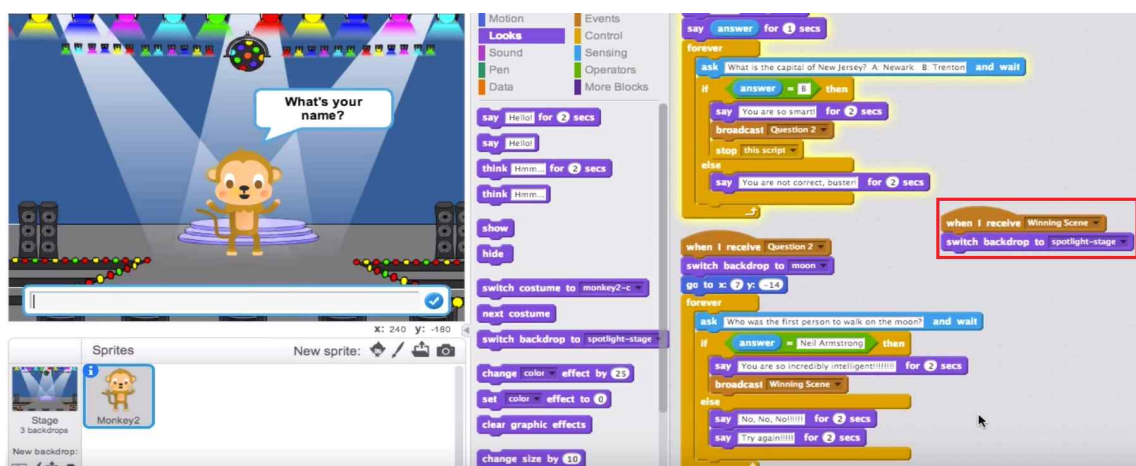 What's your
name?
X: 240 y: -180
Sprites
New sprite:
Stage
3 backdrops
New backdrop:
Monkey2
Motion
Looks
Sound
Pen
Data
Events
Control
Sensing
Operators
More Blocks
say Hello! for 2 secs
say Hello!
think Hmm... for 2 secs
think Hmm...
show
hide
switch costume to monkey2-c
next costume
switch backdrop to spotlight-stage
change color effect by 25
set color effect to 0
clear graphic effects
change size by 10
say answer for 1 secs
forever
ask What is the capital of New Jersey? A: Newark B: Trenton and wait
if answer = B then
say You are so smart! for 2 secs
broadcast Question 2
stop this script
else
say You are not correct, buster! for 2 secs
when I receive Question 2
switch backdrop to moon
go to x: 7 y: -14
forever
ask Who was the first person to walk on the moon? and wait
if answer = Neil Armstrong then
say You are so incredibly intelligent!!!!!!!! for 2 secs
broadcast Winning Scene
else
say No, No, No!!!!!! for 2 secs
say Try again!!!!! for 2 secs
when I receive Winning Scene
switch backdrop to spotlight-stage